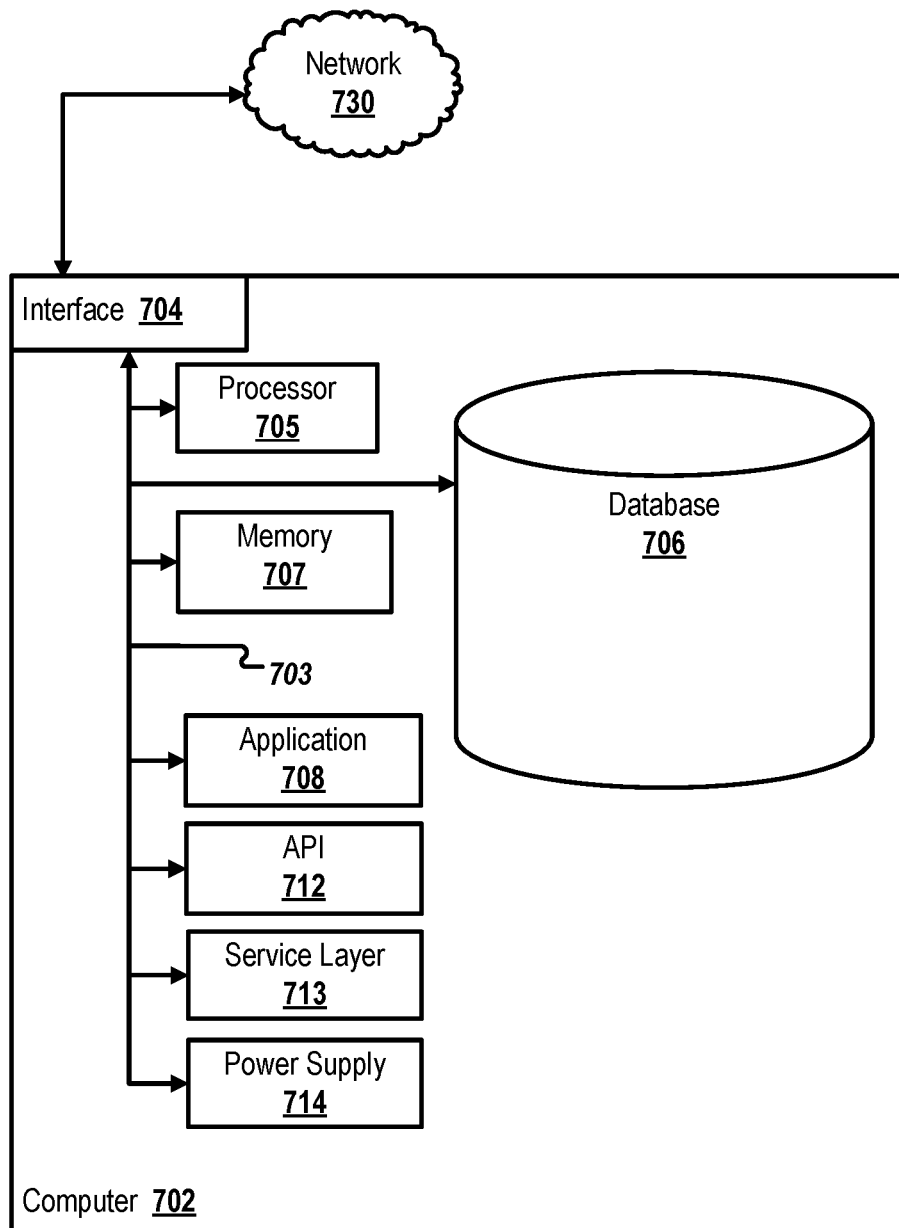 Network
730
Interface 704
Processor
705
Database
706
Memory
707
703
Application
708
API
712
Service Layer
713
Power Supply
714
Computer 702